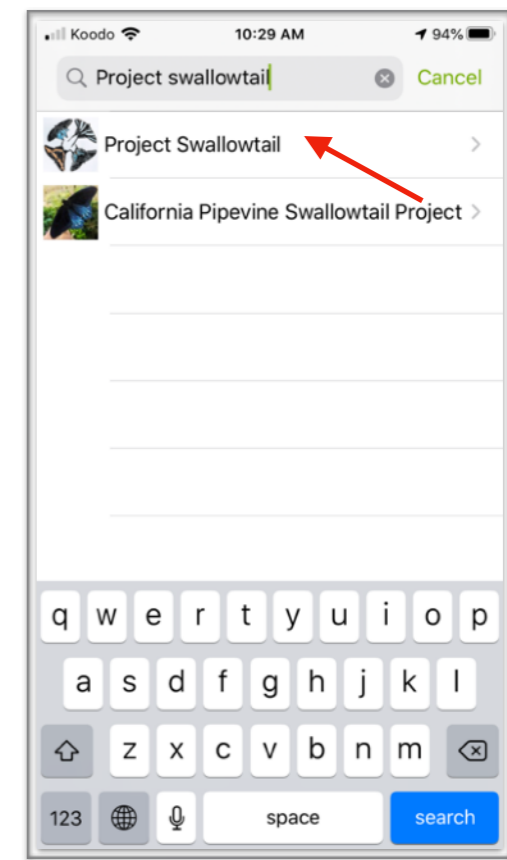 Koodo 10:29 AM 94%
Project swallowtail Cancel
Project Swallowtail
California Pipevine Swallowtail Project
q w e r t y u i o p
a s d f g h j k l
z x c v b n m
123 space search